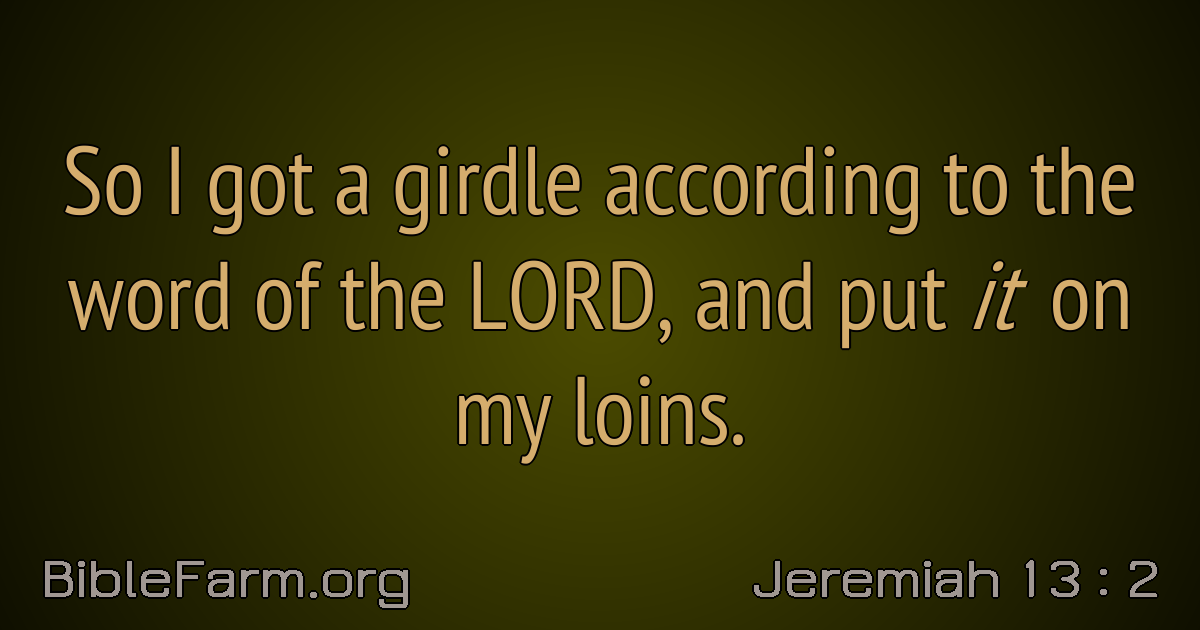 So I got a girdle according to the
word of the LORD, and put it on
my loins.
BibleFarm.org
Jeremiah 13 : 2